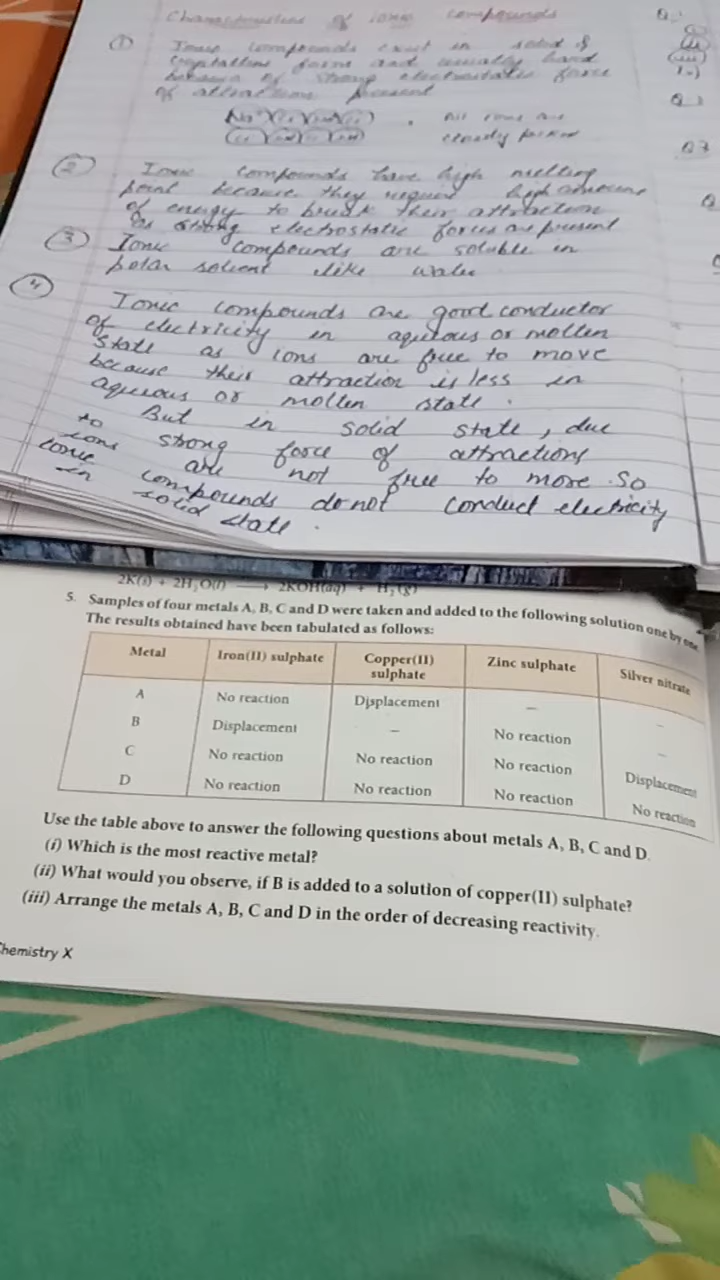 Characteristics of ionic compounds
① Ionic compounds exist in solid &
crystalline form and usually hard
because of strong electrostatic force
of attraction present
All ions are
closely packed
② Ionic compounds have high melting
point because they require high amount
of energy to break their attraction
as strong electrostatic forces are present
③ Ionic compounds are soluble in
polar solvent like water
④ Ionic compounds are good conductor
of electricity in aqueous or mollen
state as ions are free to move
because their attraction is less in
aqueous or mollen state.
But in solid state, due
to strong force of attractions
ions are not free to more. So
ionic compounds do not conduct electricity
in solid state.
2K(s) + 2H₂O(l) ⟶ 2KOH(aq) + H₂(g)
5. Samples of four metals A, B, C and D were taken and added to the following solution one by one.
The results obtained have been tabulated as follows:
Metal Iron(II) sulphate Copper(II) sulphate Zinc sulphate Silver nitrate
A No reaction Displacement – –
B Displacement – No reaction –
C No reaction No reaction No reaction Displacement
D No reaction No reaction No reaction No reaction
Use the table above to answer the following questions about metals A, B, C and D.
(i) Which is the most reactive metal?
(ii) What would you observe, if B is added to a solution of copper(II) sulphate?
(iii) Arrange the metals A, B, C and D in the order of decreasing reactivity.
Chemistry X